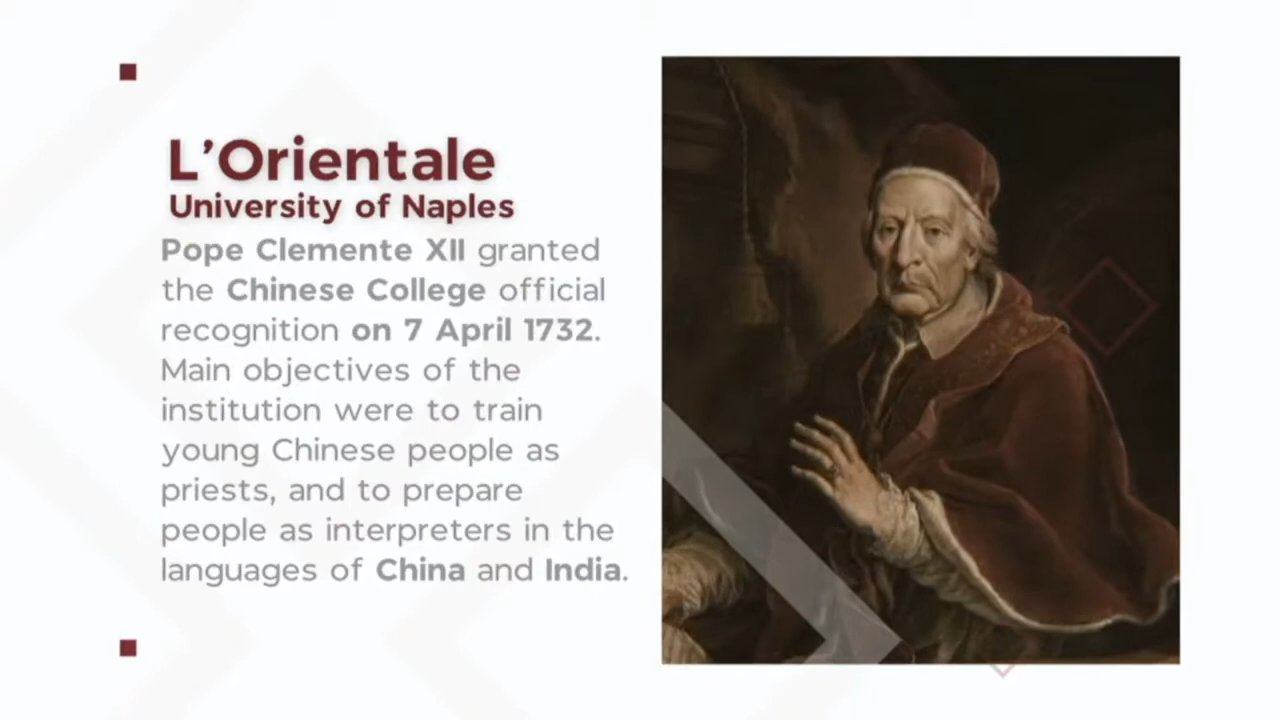 L’Orientale
University of Naples
Pope Clemente XII granted
the Chinese College official
recognition on 7 April 1732.
Main objectives of the
institution were to train
young Chinese people as
priests, and to prepare
people as interpreters in the
languages of China and India.